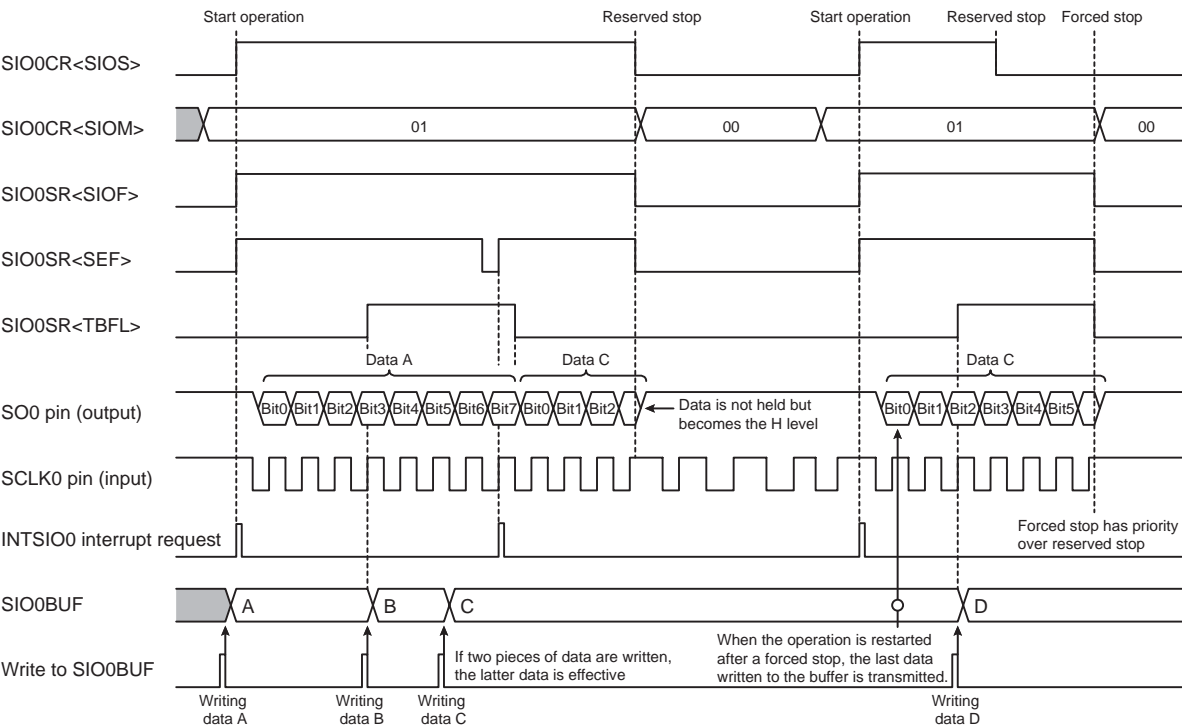 Start operation
Reserved stop
Start operation
Reserved stop
Forced stop
SIO0CR<SIOS>
SIO0CR<SIOM>
01
00
01
00
SIO0SR<SIOF>
SIO0SR<SEF>
SIO0SR<TBFL>
Data A
Data C
Data C
SO0 pin (output)
Bit0 Bit1 Bit2 Bit3 Bit4 Bit5 Bit6 Bit7 Bit0 Bit1 Bit2
Data is not held but
becomes the H level
Bit0 Bit1 Bit2 Bit3 Bit4 Bit5
SCLK0 pin (input)
INTSIO0 interrupt request
Forced stop has priority
over reserved stop
SIO0BUF
A
B
C
D
Write to SIO0BUF
If two pieces of data are written,
the latter data is effective
When the operation is restarted
after a forced stop, the last data
written to the buffer is transmitted.
Writing
data A
Writing
data B
Writing
data C
Writing
data D